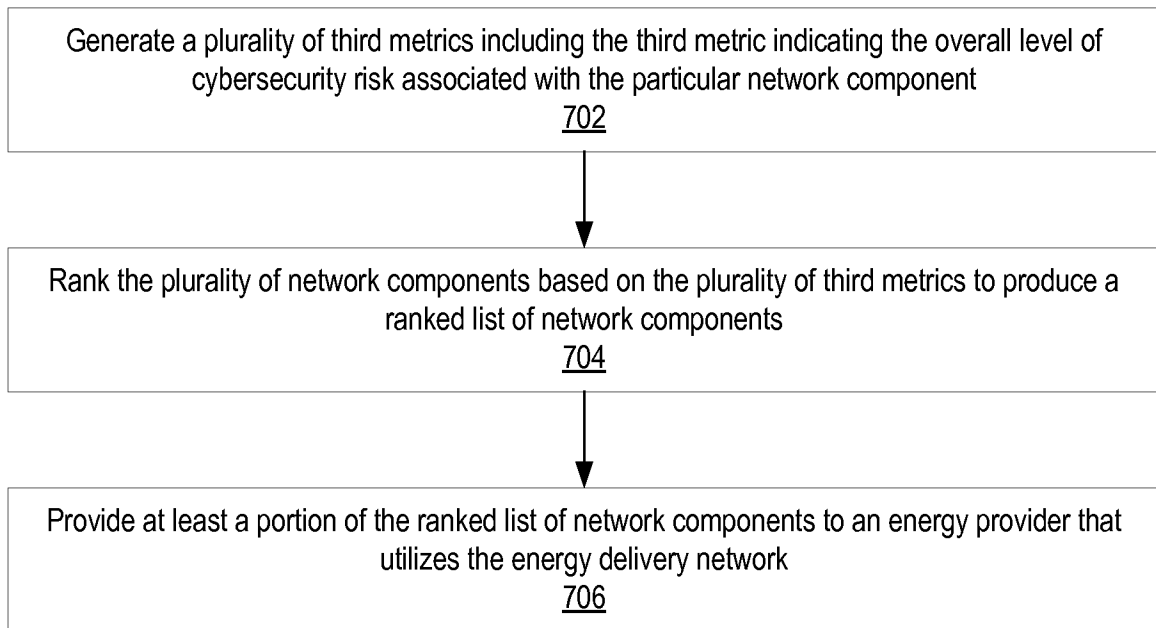 Generate a plurality of third metrics including the third metric indicating the overall level of
cybersecurity risk associated with the particular network component
702
Rank the plurality of network components based on the plurality of third metrics to produce a
ranked list of network components
704
Provide at least a portion of the ranked list of network components to an energy provider that
utilizes the energy delivery network
706